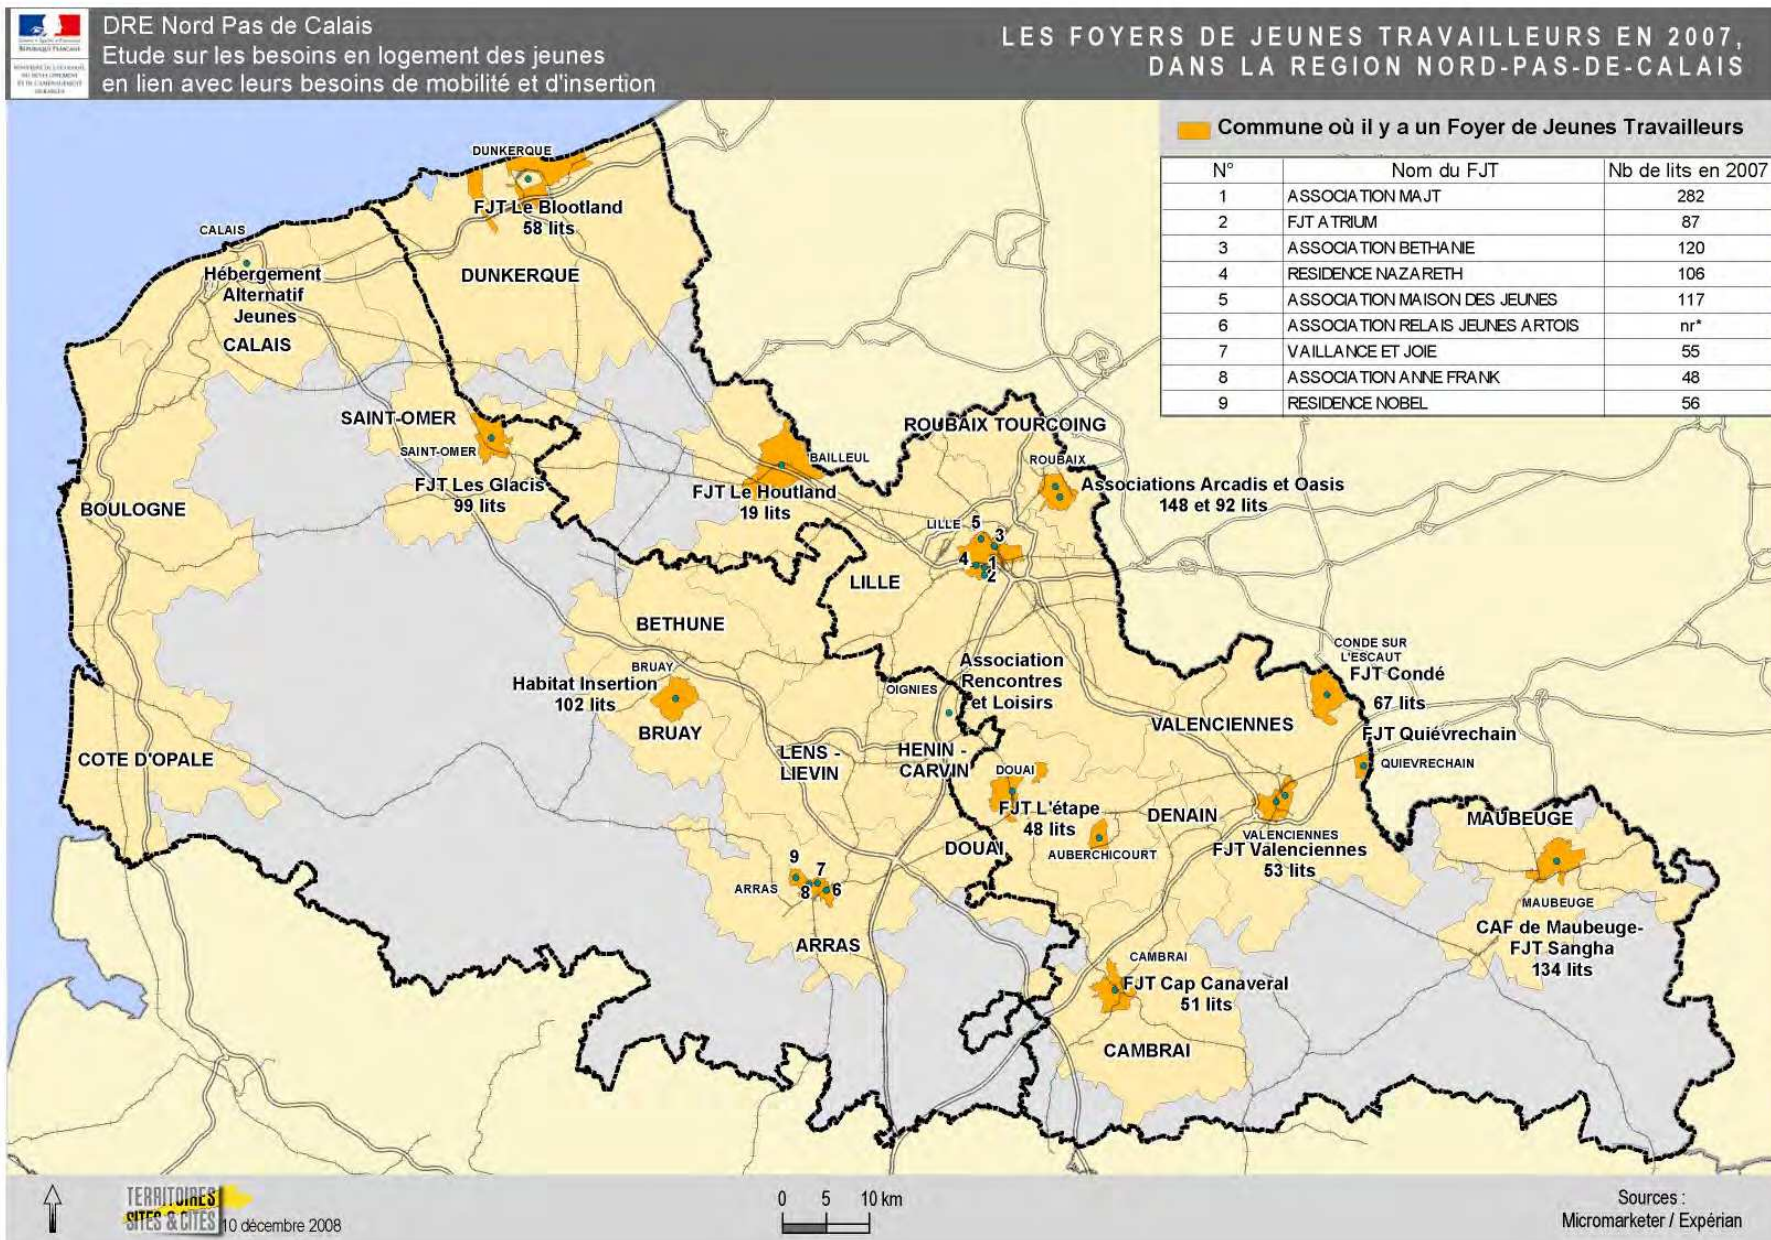 DRE Nord Pas de Calais
Etude sur les besoins en logement des jeunes
en lien avec leurs besoins de mobilité et d'insertion
LES FOYERS DE JEUNES TRAVAILLEURS EN 2007,
DANS LA REGION NORD-PAS-DE-CALAIS
RÉPUBLIQUE FRANÇAISE
Commune où il y a un Foyer de Jeunes Travailleurs
N° Nom du FJT Nb de lits en 2007
1 ASSOCIATION MAJT 282
2 FJT ATRIUM 87
3 ASSOCIATION BETHANIE 120
4 RESIDENCE NAZARETH 106
5 ASSOCIATION MAISON DES JEUNES 117
6 ASSOCIATION RELAIS JEUNES ARTOIS nr*
7 VAILLANCE ET JOIE 55
8 ASSOCIATION ANNE FRANK 48
9 RESIDENCE NOBEL 56
DUNKERQUE
FJT Le Blootland
58 lits
DUNKERQUE
CALAIS
Hébergement
Alternatif
Jeunes
CALAIS
SAINT-OMER
SAINT-OMER
FJT Les Glacis
99 lits
BOULOGNE
COTE D'OPALE
BAILLEUL
FJT Le Houtland
19 lits
ROUBAIX TOURCOING
ROUBAIX
Associations Arcadis et Oasis
148 et 92 lits
LILLE
5
3
4
1
2
LILLE
BETHUNE
BRUAY
Habitat Insertion
102 lits
BRUAY
Association
Rencontres
et Loisirs
OIGNIES
LENS -
LIEVIN
HENIN -
CARVIN
CONDE SUR
L'ESCAUT
FJT Condé
67 lits
VALENCIENNES
FJT Quiévrechain
QUIEVRECHAIN
DOUAI
FJT L'étape
48 lits
DOUAI
AUBERCHICOURT
DENAIN
VALENCIENNES
FJT Valenciennes
53 lits
MAUBEUGE
MAUBEUGE
CAF de Maubeuge-
FJT Sangha
134 lits
9
7
8
6
ARRAS
ARRAS
CAMBRAI
FJT Cap Canaveral
51 lits
CAMBRAI
TERRITOIRES
SITES & CITÉS
10 décembre 2008
0 5 10 km
Sources :
Micromarketer / Expérian